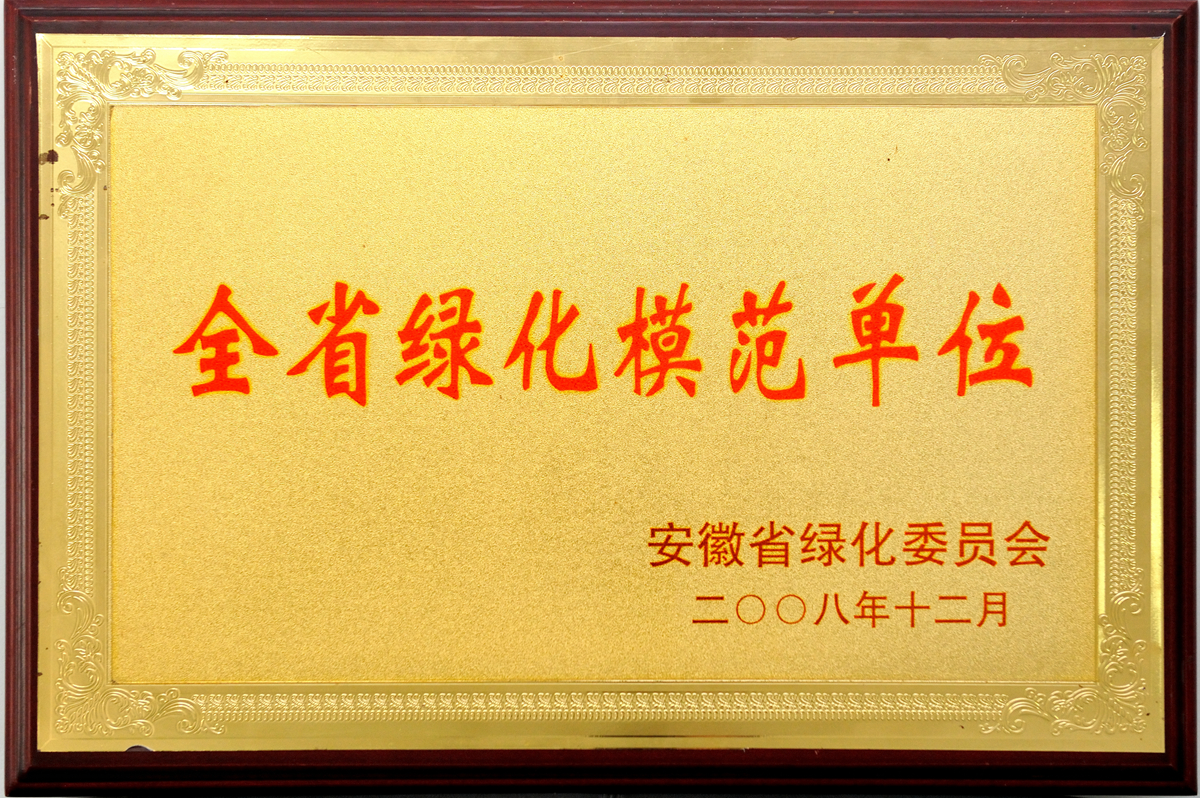 全省绿化模范单位
安徽省绿化委员会
二〇〇八年十二月